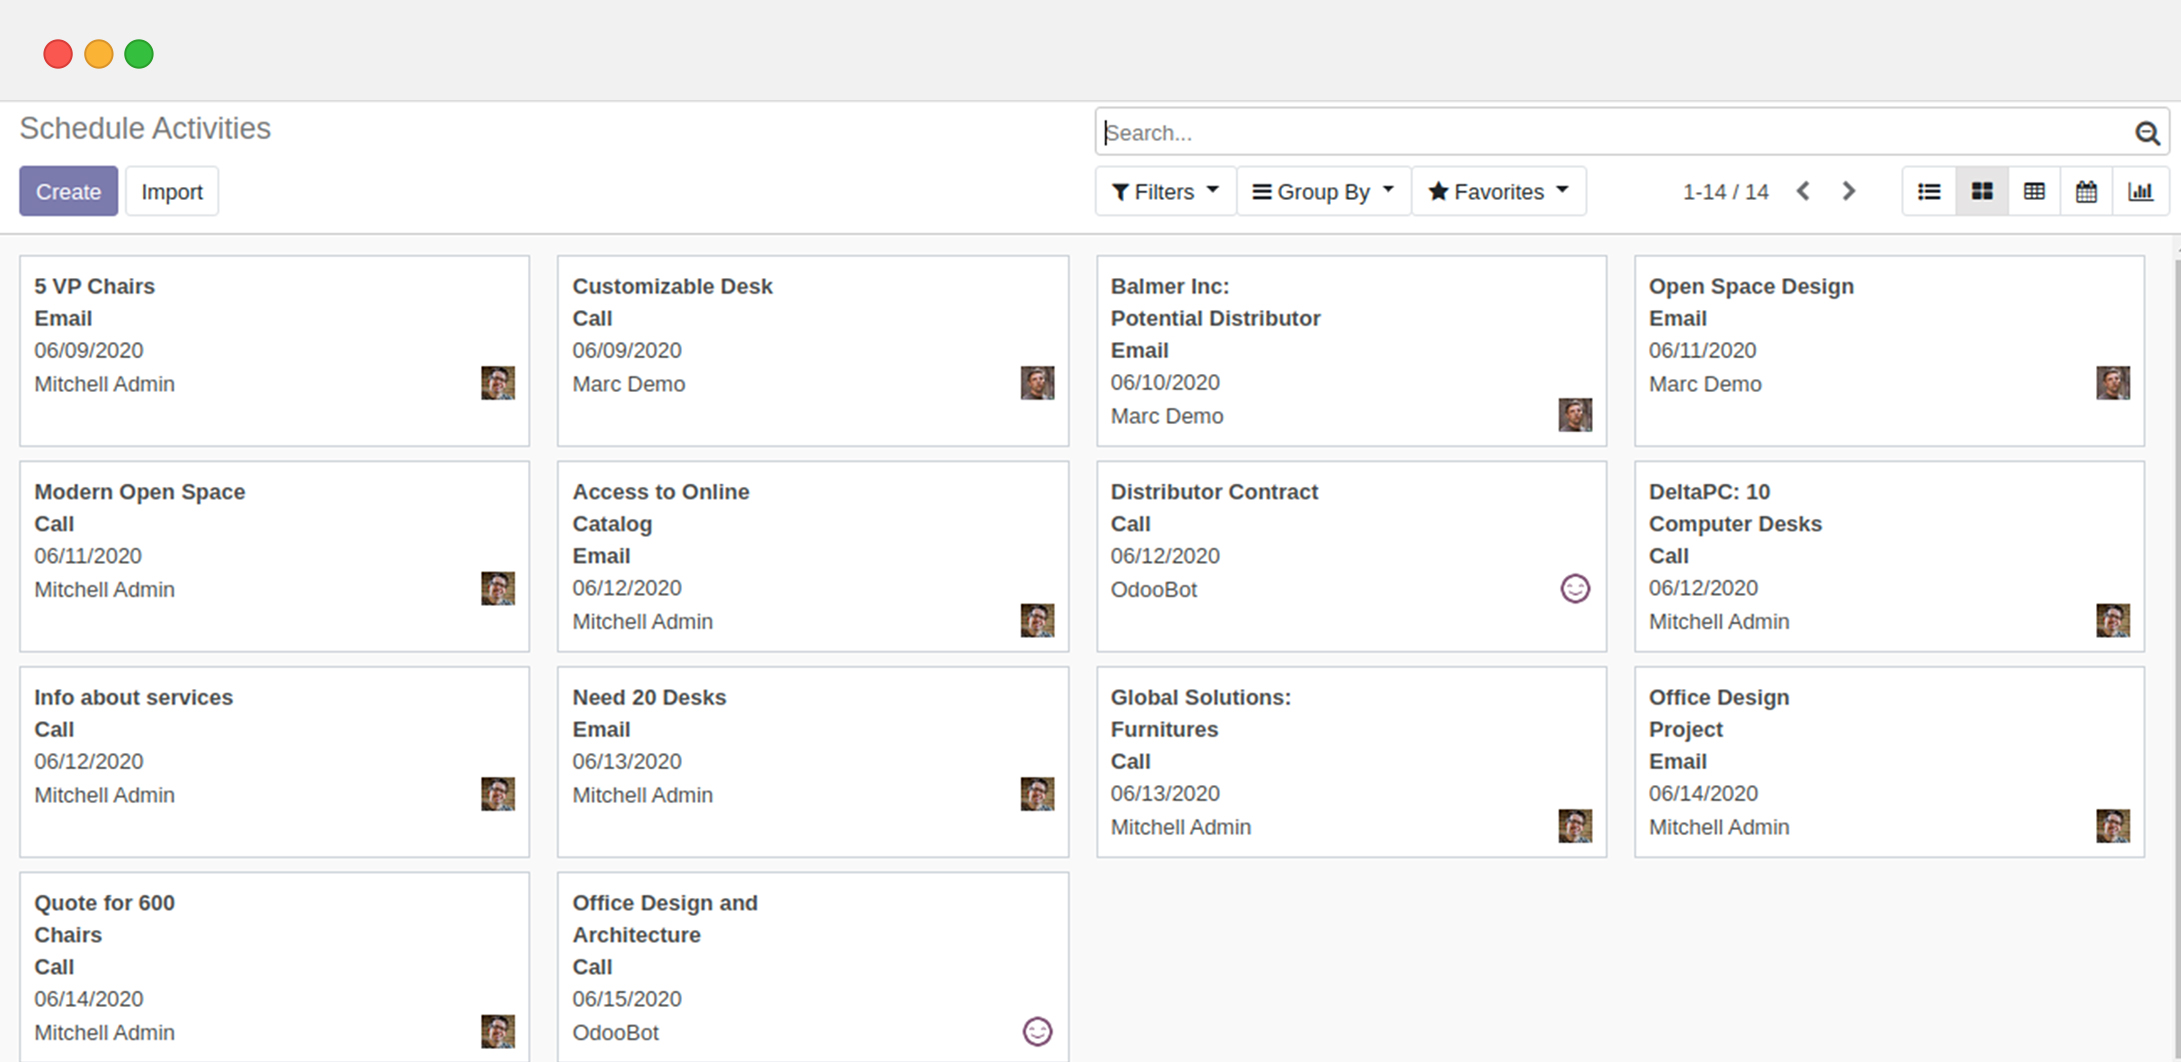 Schedule Activities
Search...
Create
Import
Filters
Group By
Favorites
1-14 / 14
5 VP Chairs
Email
06/09/2020
Mitchell Admin
Customizable Desk
Call
06/09/2020
Marc Demo
Balmer Inc:
Potential Distributor
Email
06/10/2020
Marc Demo
Open Space Design
Email
06/11/2020
Marc Demo
Modern Open Space
Call
06/11/2020
Mitchell Admin
Access to Online
Catalog
Email
06/12/2020
Mitchell Admin
Distributor Contract
Call
06/12/2020
OdooBot
DeltaPC: 10
Computer Desks
Call
06/12/2020
Mitchell Admin
Info about services
Call
06/12/2020
Mitchell Admin
Need 20 Desks
Email
06/13/2020
Mitchell Admin
Global Solutions:
Furnitures
Call
06/13/2020
Mitchell Admin
Office Design
Project
Email
06/14/2020
Mitchell Admin
Quote for 600
Chairs
Call
06/14/2020
Mitchell Admin
Office Design and
Architecture
Call
06/15/2020
OdooBot